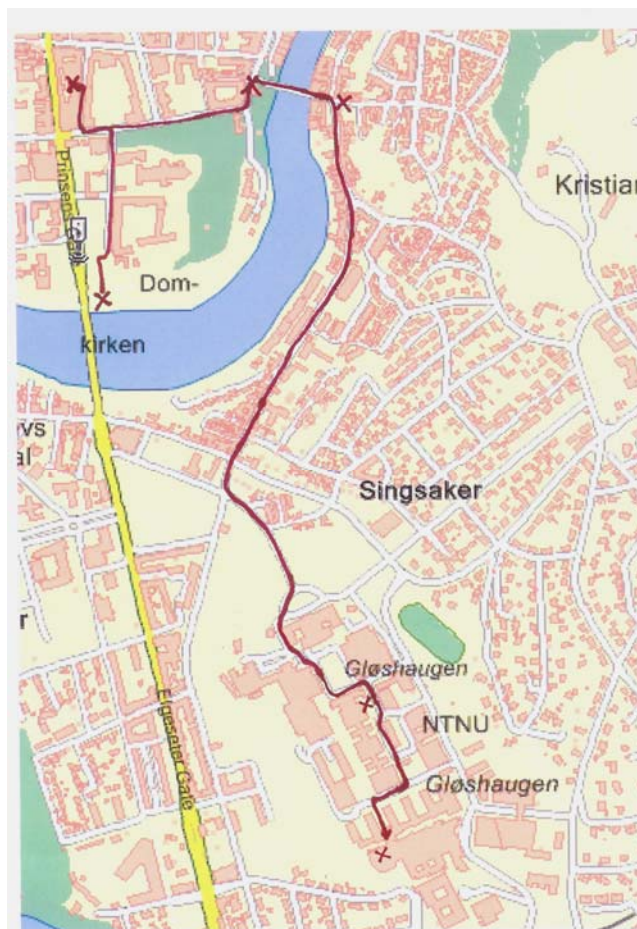 Kristian
Prinsens Gate
Dom-
kirken
vs
al
Singsaker
r
Gløshaugen
NTNU
Elgeseter Gate
Gløshaugen